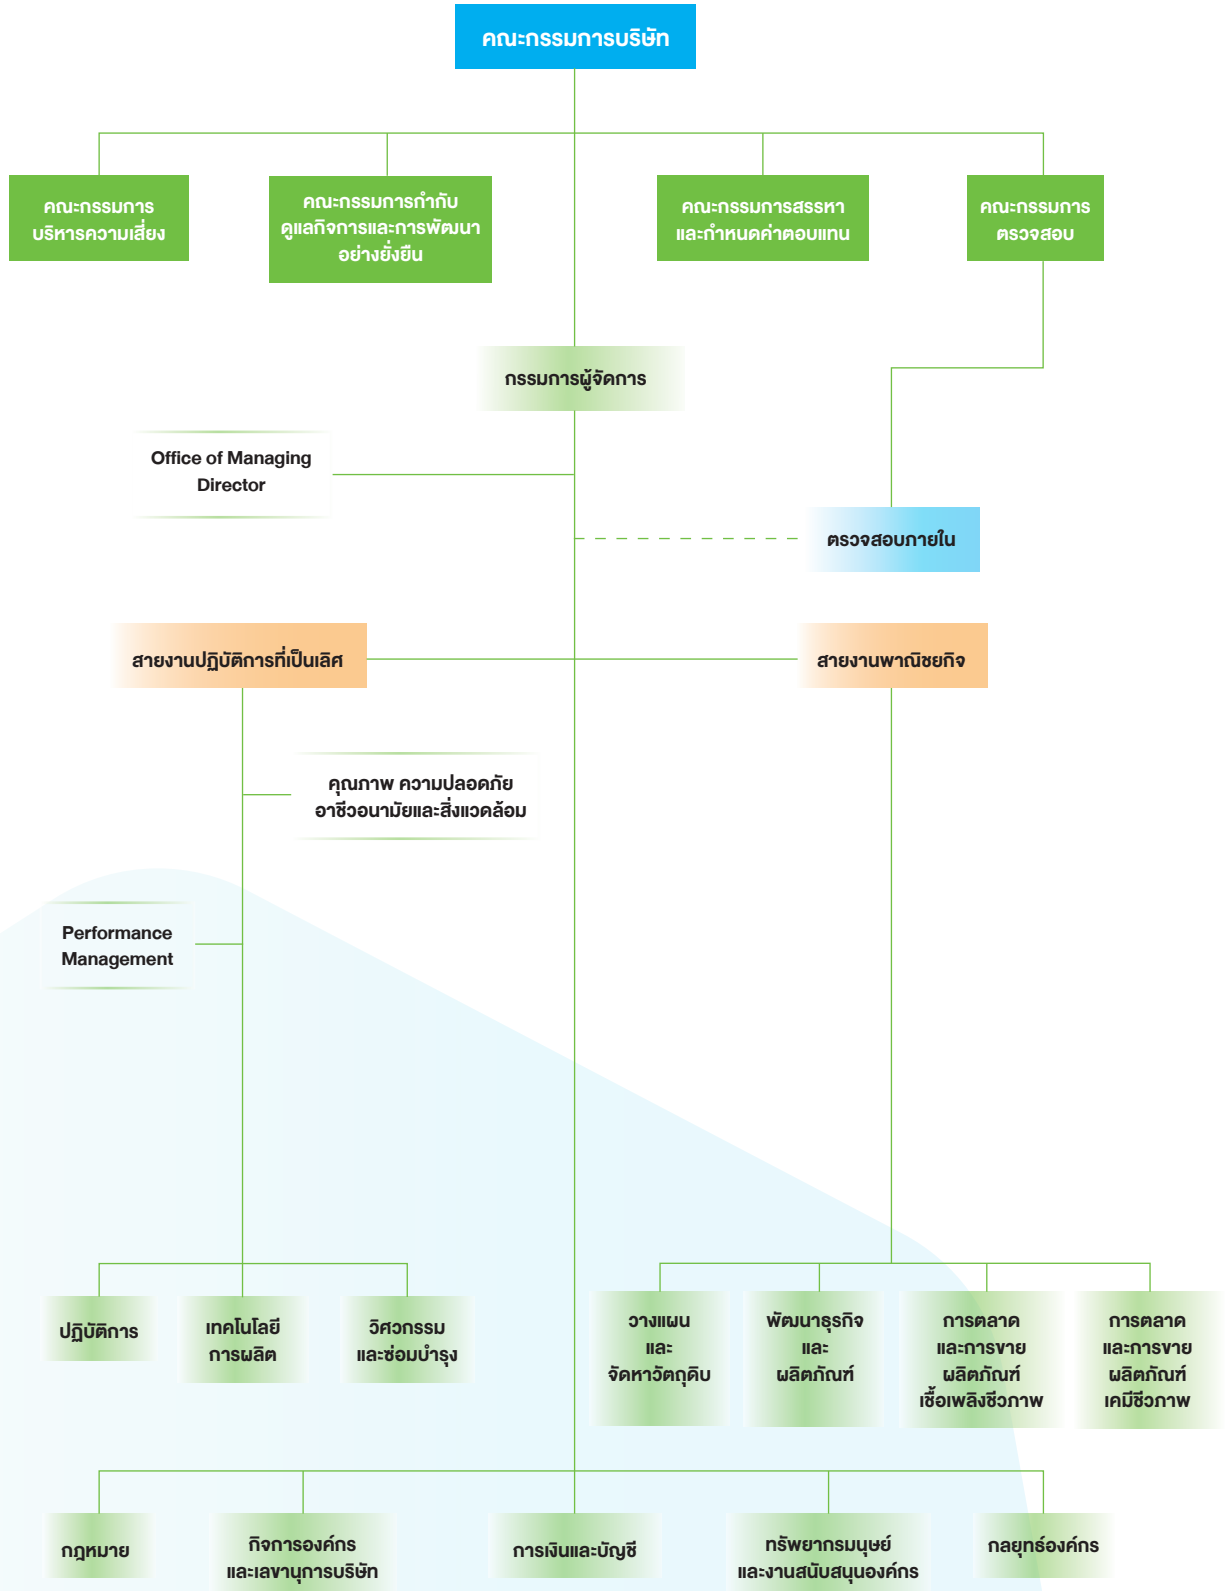 คณะกรรมการบริษัท
คณะกรรมการ
บริหารความเสี่ยง
คณะกรรมการกำกับ
ดูแลกิจการและการพัฒนา
อย่างยั่งยืน
คณะกรรมการสรรหา
และกำหนดค่าตอบแทน
คณะกรรมการ
ตรวจสอบ
กรรมการผู้จัดการ
Office of Managing
Director
ตรวจสอบภายใน
สายงานปฏิบัติการที่เป็นเลิศ
สายงานพาณิชยกิจ
คุณภาพ ความปลอดภัย
อาชีวอนามัยและสิ่งแวดล้อม
Performance
Management
ปฏิบัติการ
เทคโนโลยี
การผลิต
วิศวกรรม
และซ่อมบำรุง
วางแผน
และ
จัดหาวัตถุดิบ
พัฒนาธุรกิจ
และ
ผลิตภัณฑ์
การตลาด
และการขาย
ผลิตภัณฑ์
เชื้อเพลิงชีวภาพ
การตลาด
และการขาย
ผลิตภัณฑ์
เคมีชีวภาพ
กฎหมาย
กิจการองค์กร
และเลขานุการบริษัท
การเงินและบัญชี
ทรัพยากรมนุษย์
และงานสนับสนุนองค์กร
กลยุทธ์องค์กร